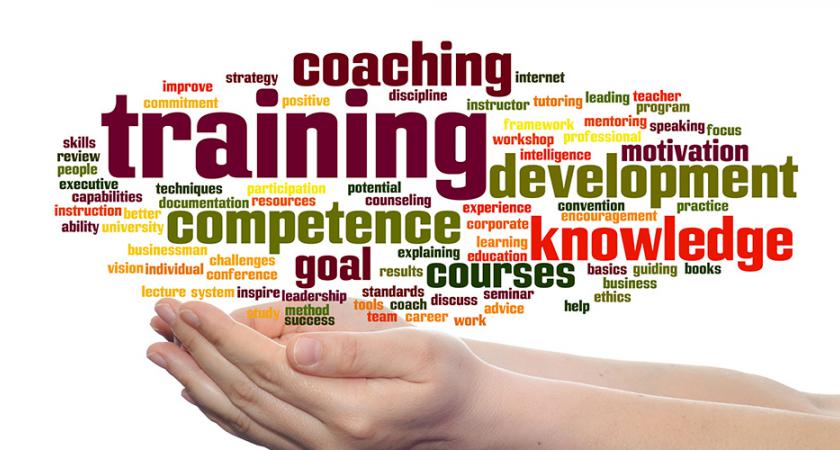 coaching
strategy
internet
improve
discipline
commitment
positive
instructor
tutoring
leading
teacher
program
training
framework
mentoring
speaking
focus
workshop
professional
skills
review
people
intelligence
motivation
development
executive
techniques
participation
potential
capabilities
documentation
resources
counseling
experience
convention
practice
instruction
better
encouragement
ability
university
competence
corporate
knowledge
businessman
explaining
learning
education
challenges
vision
individual
conference
goal
results
courses
basics
guiding
books
business
lecture
system
inspire
leadership
standards
discuss
seminar
ethics
study
method
tools
coach
advice
help
success
team
career
work